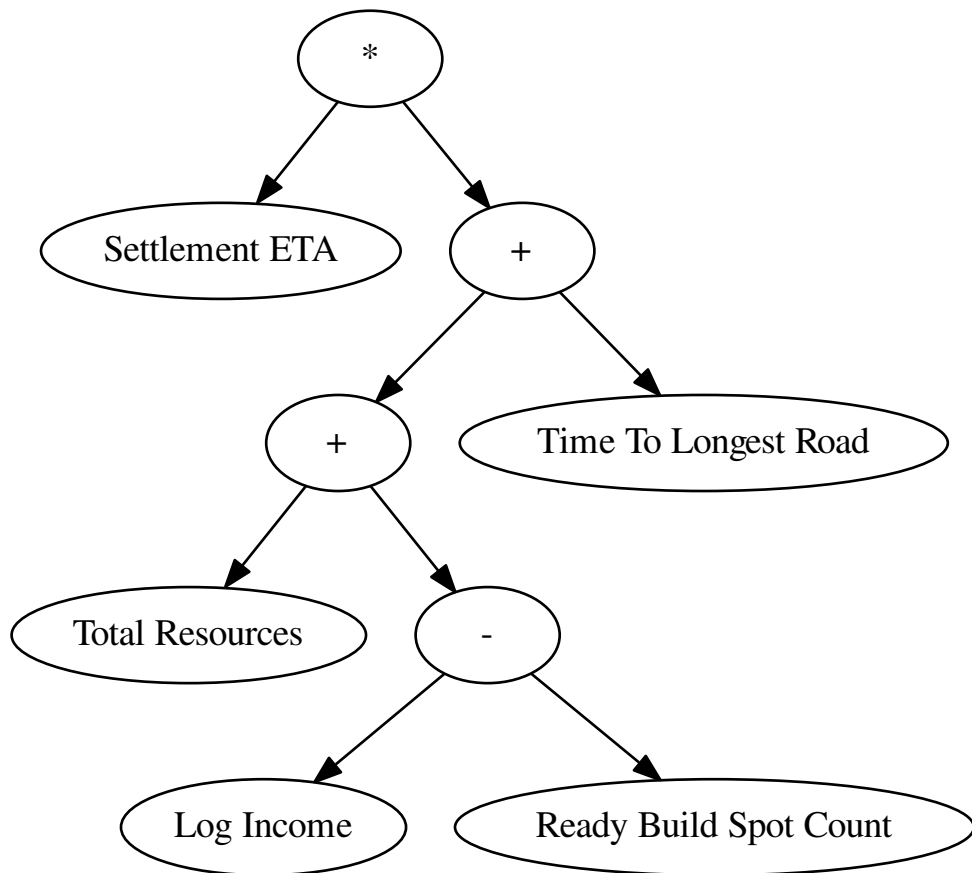 *
Settlement ETA
+
+
Time To Longest Road
Total Resources
-
Log Income
Ready Build Spot Count